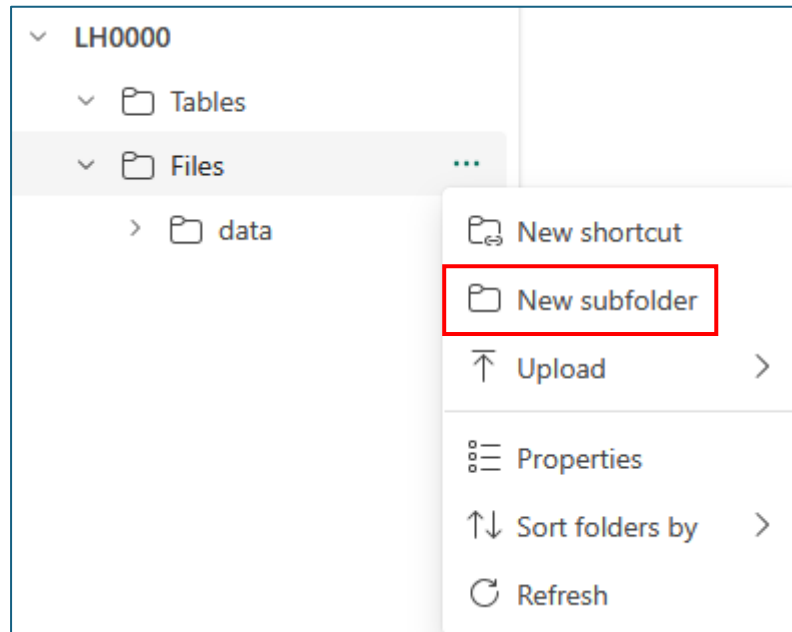 LH0000
Tables
Files
data
New shortcut
New subfolder
Upload
Properties
Sort folders by
Refresh